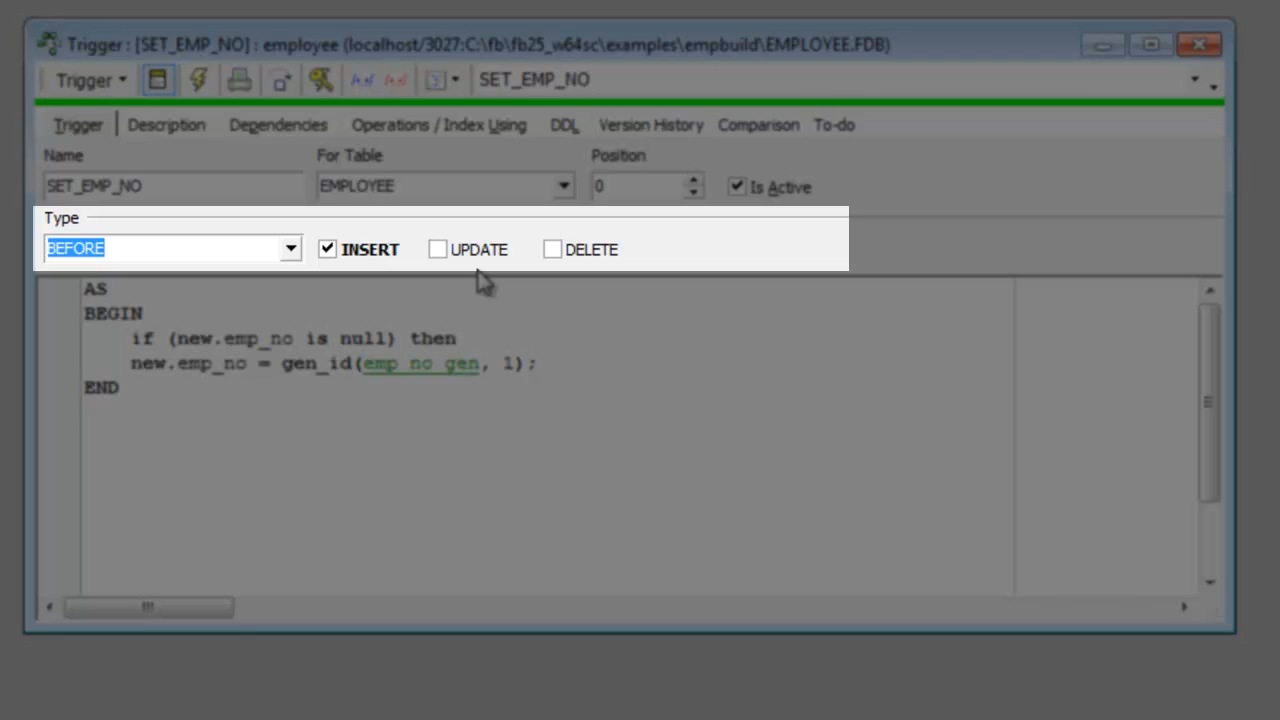 Trigger : [SET_EMP_NO] : employee (localhost/3027:C:\fb\fb25_w64sc\examples\empbuild\EMPLOYEE.FDB)
Trigger SET_EMP_NO
Trigger Description Dependencies Operations / Index Using DDL Version History Comparison To-do
Name For Table Position
SET_EMP_NO EMPLOYEE 0 Is Active
Type
BEFORE INSERT UPDATE DELETE
AS
BEGIN
if (new.emp_no is null) then
new.emp_no = gen_id(emp_no_gen, 1);
END